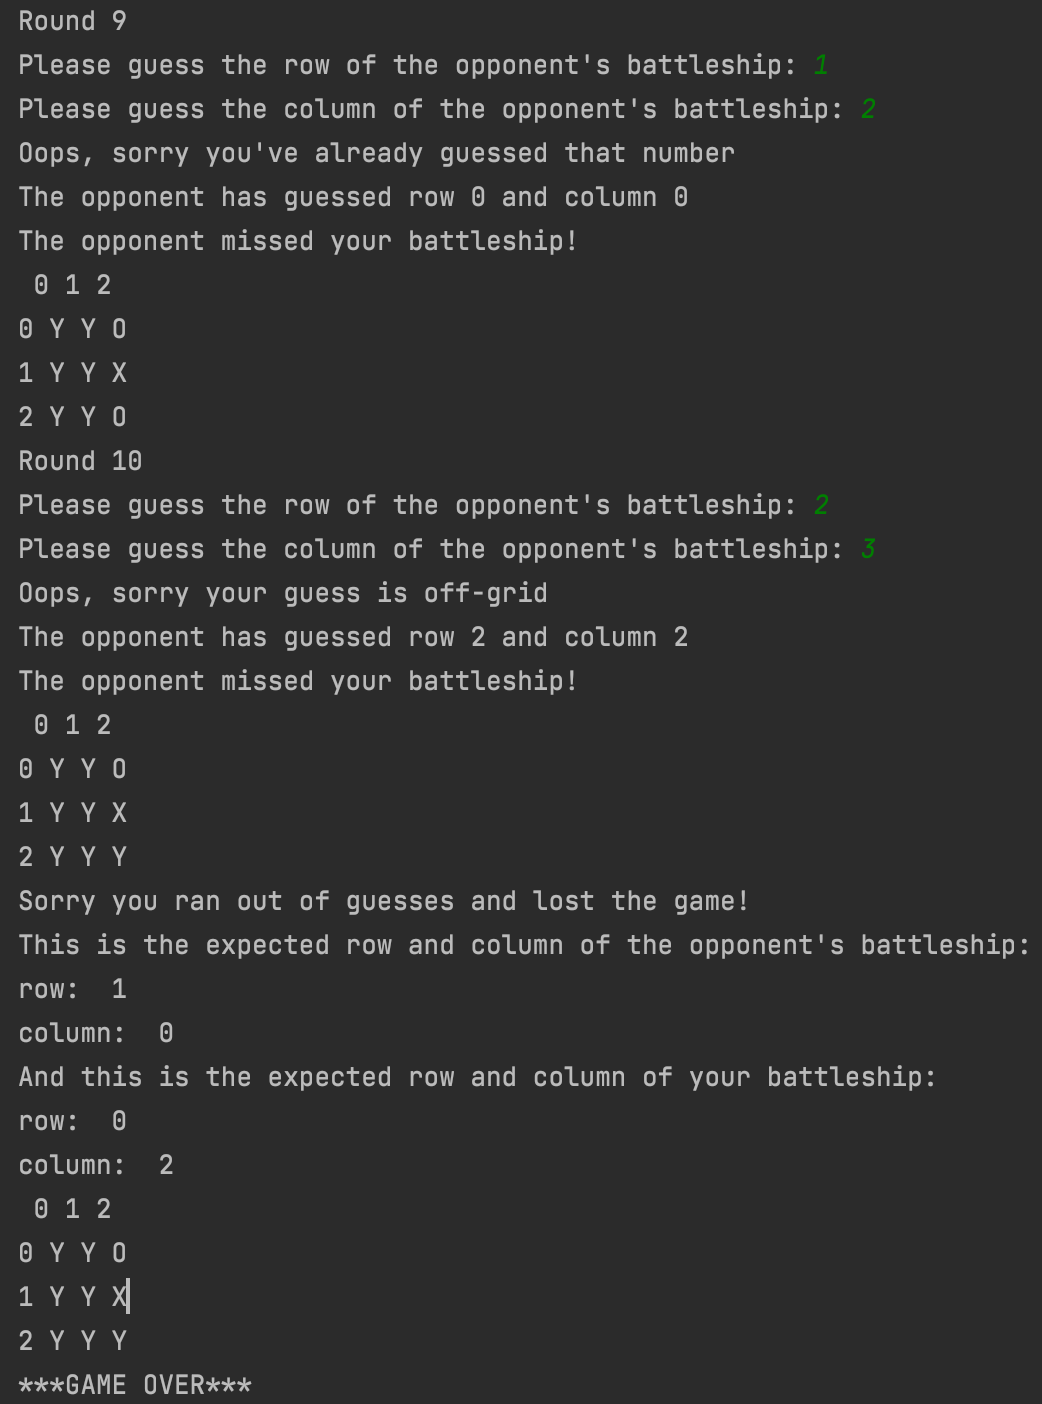 Round 9
Please guess the row of the opponent's battleship: 1
Please guess the column of the opponent's battleship: 2
Oops, sorry you've already guessed that number
The opponent has guessed row 0 and column 0
The opponent missed your battleship!
 0 1 2
0 Y Y O
1 Y Y X
2 Y Y O
Round 10
Please guess the row of the opponent's battleship: 2
Please guess the column of the opponent's battleship: 3
Oops, sorry your guess is off-grid
The opponent has guessed row 2 and column 2
The opponent missed your battleship!
 0 1 2
0 Y Y O
1 Y Y X
2 Y Y Y
Sorry you ran out of guesses and lost the game!
This is the expected row and column of the opponent's battleship:
row:  1
column:  0
And this is the expected row and column of your battleship:
row:  0
column:  2
 0 1 2
0 Y Y O
1 Y Y X
2 Y Y Y
***GAME OVER***